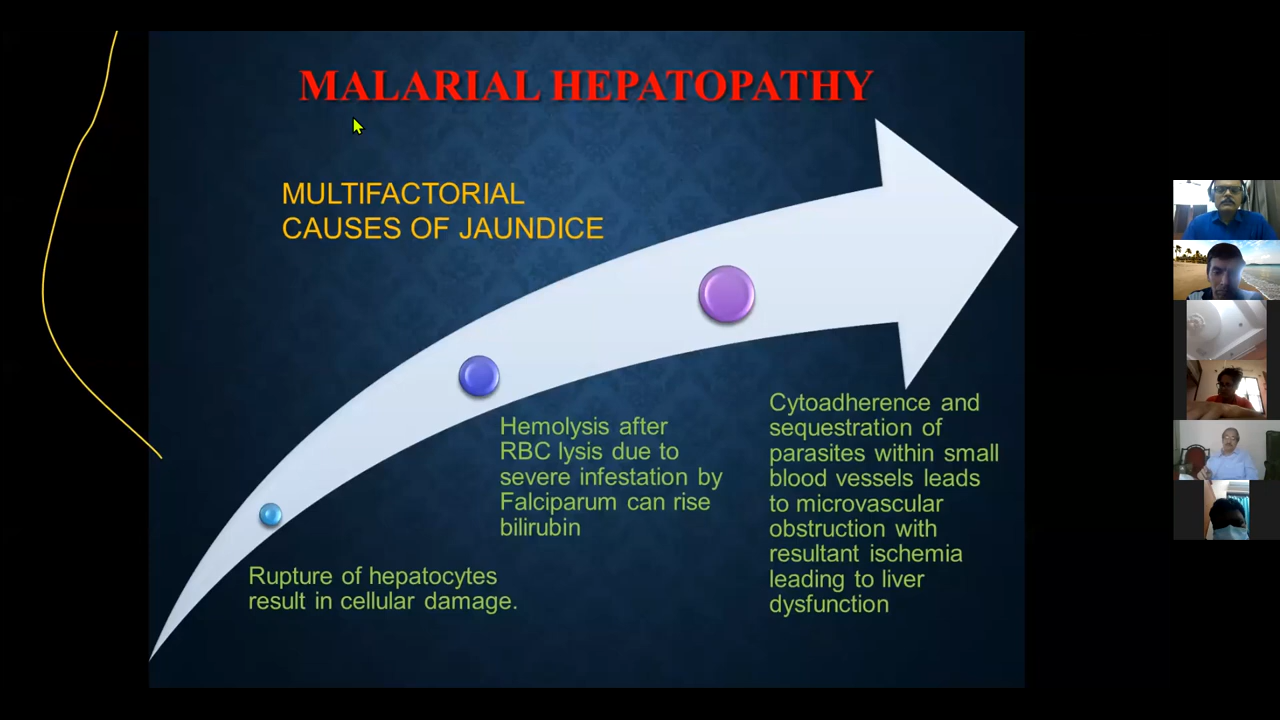 MALARIAL HEPATOPATHY
MULTIFACTORIAL
CAUSES OF JAUNDICE
Rupture of hepatocytes
result in cellular damage.
Hemolysis after
RBC lysis due to
severe infestation by
Falciparum can rise
bilirubin
Cytoadherence and
sequestration of
parasites within small
blood vessels leads
to microvascular
obstruction with
resultant ischemia
leading to liver
dysfunction